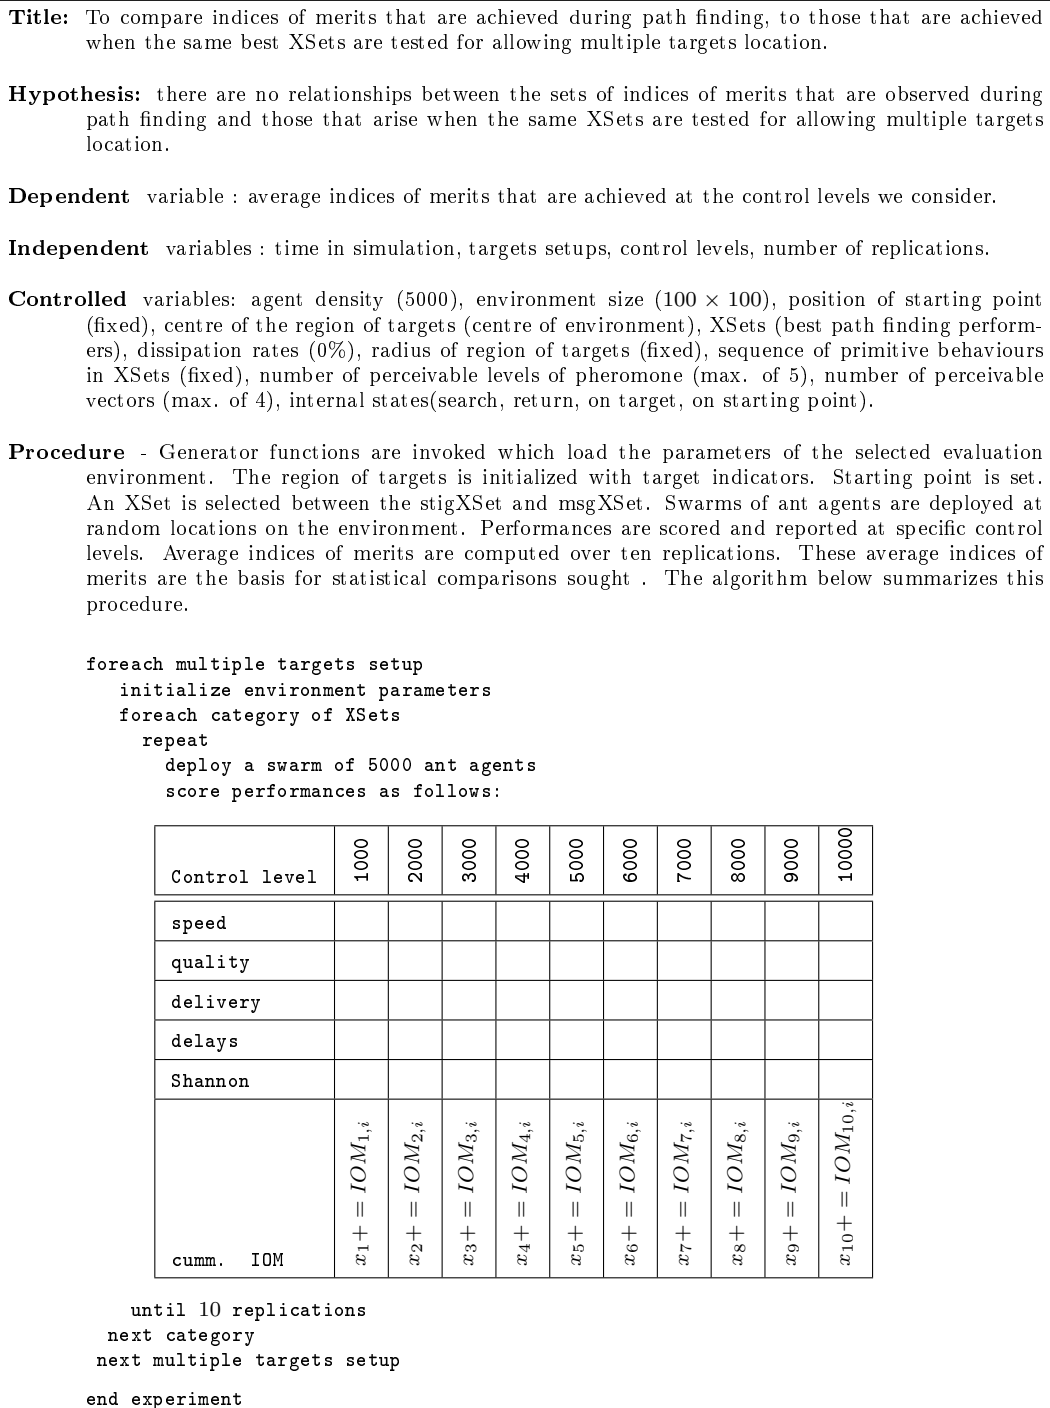 Title: To compare indices of merits that are achieved during path finding, to those that are achieved
when the same best XSets are tested for allowing multiple targets location.
Hypothesis: there are no relationships between the sets of indices of merits that are observed during
path finding and those that arise when the same XSets are tested for allowing multiple targets
location.
Dependent variable : average indices of merits that are achieved at the control levels we consider.
Independent variables : time in simulation, targets setups, control levels, number of replications.
Controlled variables: agent density (5000), environment size (100 × 100), position of starting point
(fixed), centre of the region of targets (centre of environment), XSets (best path finding perform-
ers), dissipation rates (0%), radius of region of targets (fixed), sequence of primitive behaviours
in XSets (fixed), number of perceivable levels of pheromone (max. of 5), number of perceivable
vectors (max. of 4), internal states(search, return, on target, on starting point).
Procedure - Generator functions are invoked which load the parameters of the selected evaluation
environment. The region of targets is initialized with target indicators. Starting point is set.
An XSet is selected between the stigXSet and msgXSet. Swarms of ant agents are deployed at
random locations on the environment. Performances are scored and reported at specific control
levels. Average indices of merits are computed over ten replications. These average indices of
merits are the basis for statistical comparisons sought . The algorithm below summarizes this
procedure.
foreach multiple targets setup
initialize environment parameters
foreach category of XSets
repeat
deploy a swarm of 5000 ant agents
score performances as follows:
Control level 1000 2000 3000 4000 5000 6000 7000 8000 9000 10000
speed
quality
delivery
delays
Shannon
cumm. IOM x1+ = IOM1,i x2+ = IOM2,i x3+ = IOM3,i x4+ = IOM4,i x5+ = IOM5,i x6+ = IOM6,i x7+ = IOM7,i x8+ = IOM8,i x9+ = IOM9,i x10+ = IOM10,i
until 10 replications
next category
next multiple targets setup
end experiment